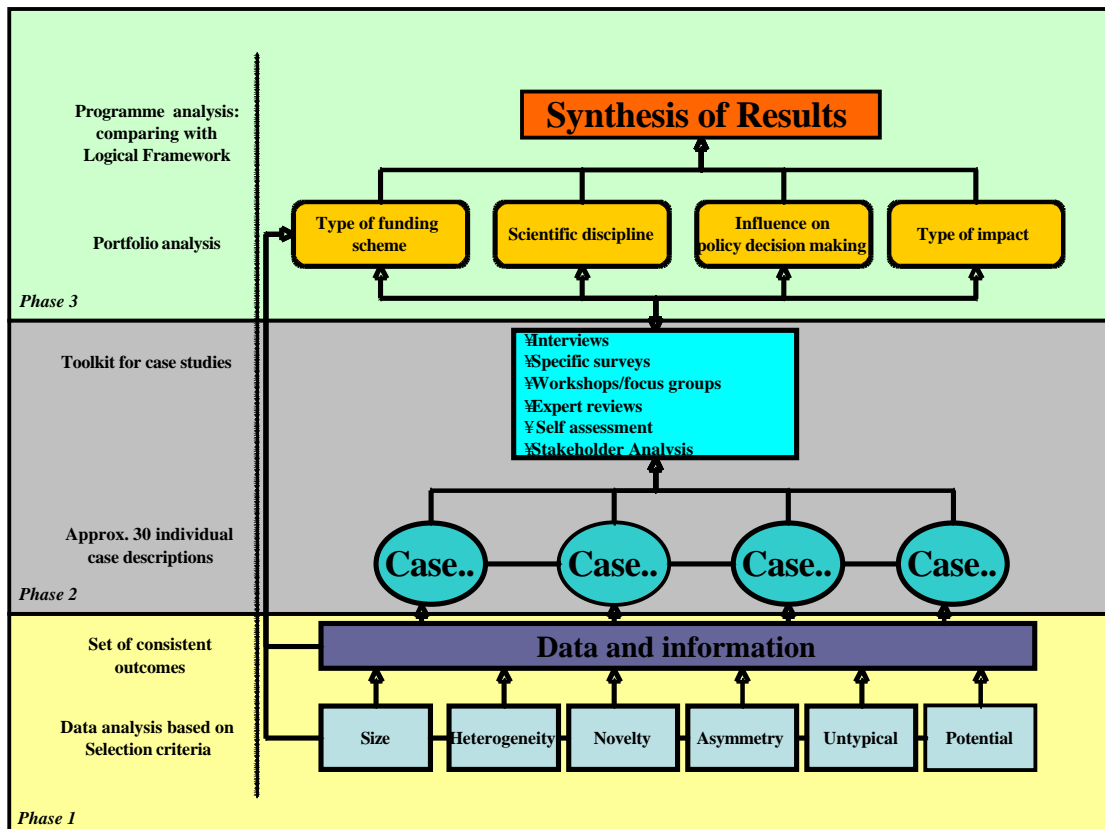 Programme analysis:
comparing with
Logical Framework
Synthesis of Results
Portfolio analysis
Type of funding
scheme
Scientific discipline
Influence on
policy decision making
Type of impact
Phase 3
Toolkit for case studies
¥Interviews
¥Specific surveys
¥Workshops/focus groups
¥Expert reviews
¥ Self assessment
¥Stakeholder Analysis
Approx. 30 individual
case descriptions
Case..
Case..
Case..
Case..
Phase 2
Set of consistent
outcomes
Data and information
Data analysis based on
Selection criteria
Size
Heterogeneity
Novelty
Asymmetry
Untypical
Potential
Phase 1